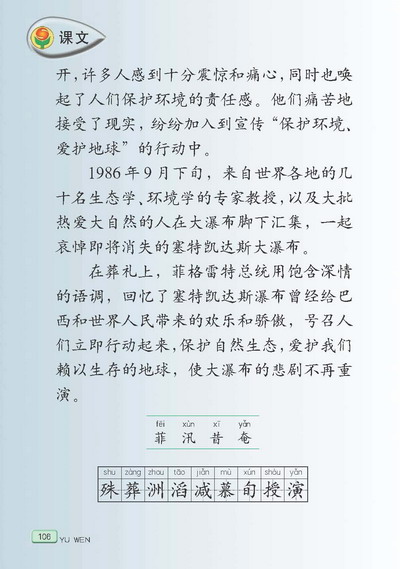 课文
开，许多人感到十分震惊和痛心，同时也唤
起了人们保护环境的责任感。他们痛苦地
接受了现实，纷纷加入到宣传“保护环境、
爱护地球”的行动中。
1986年9月下旬，来自世界各地的几
十名生态学、环境学的专家教授，以及大批
热爱大自然的人在大瀑布脚下汇集，一起
哀悼即将消失的塞特凯达斯大瀑布。
在葬礼上，菲格雷特总统用饱含深情
的语调，回忆了塞特凯达斯瀑布曾经给巴
西和世界人民带来的欢乐和骄傲，号召人
们立即行动起来，保护自然生态，爱护我们
赖以生存的地球，使大瀑布的悲剧不再重
演。
fēi xùn xī yǎn
菲 汛 昔 奄
shu zàng zhou tāo jiǎn mù xún shòu yǎn
殊 葬 洲 滔 减 慕 旬 授 演
106 YU WEN